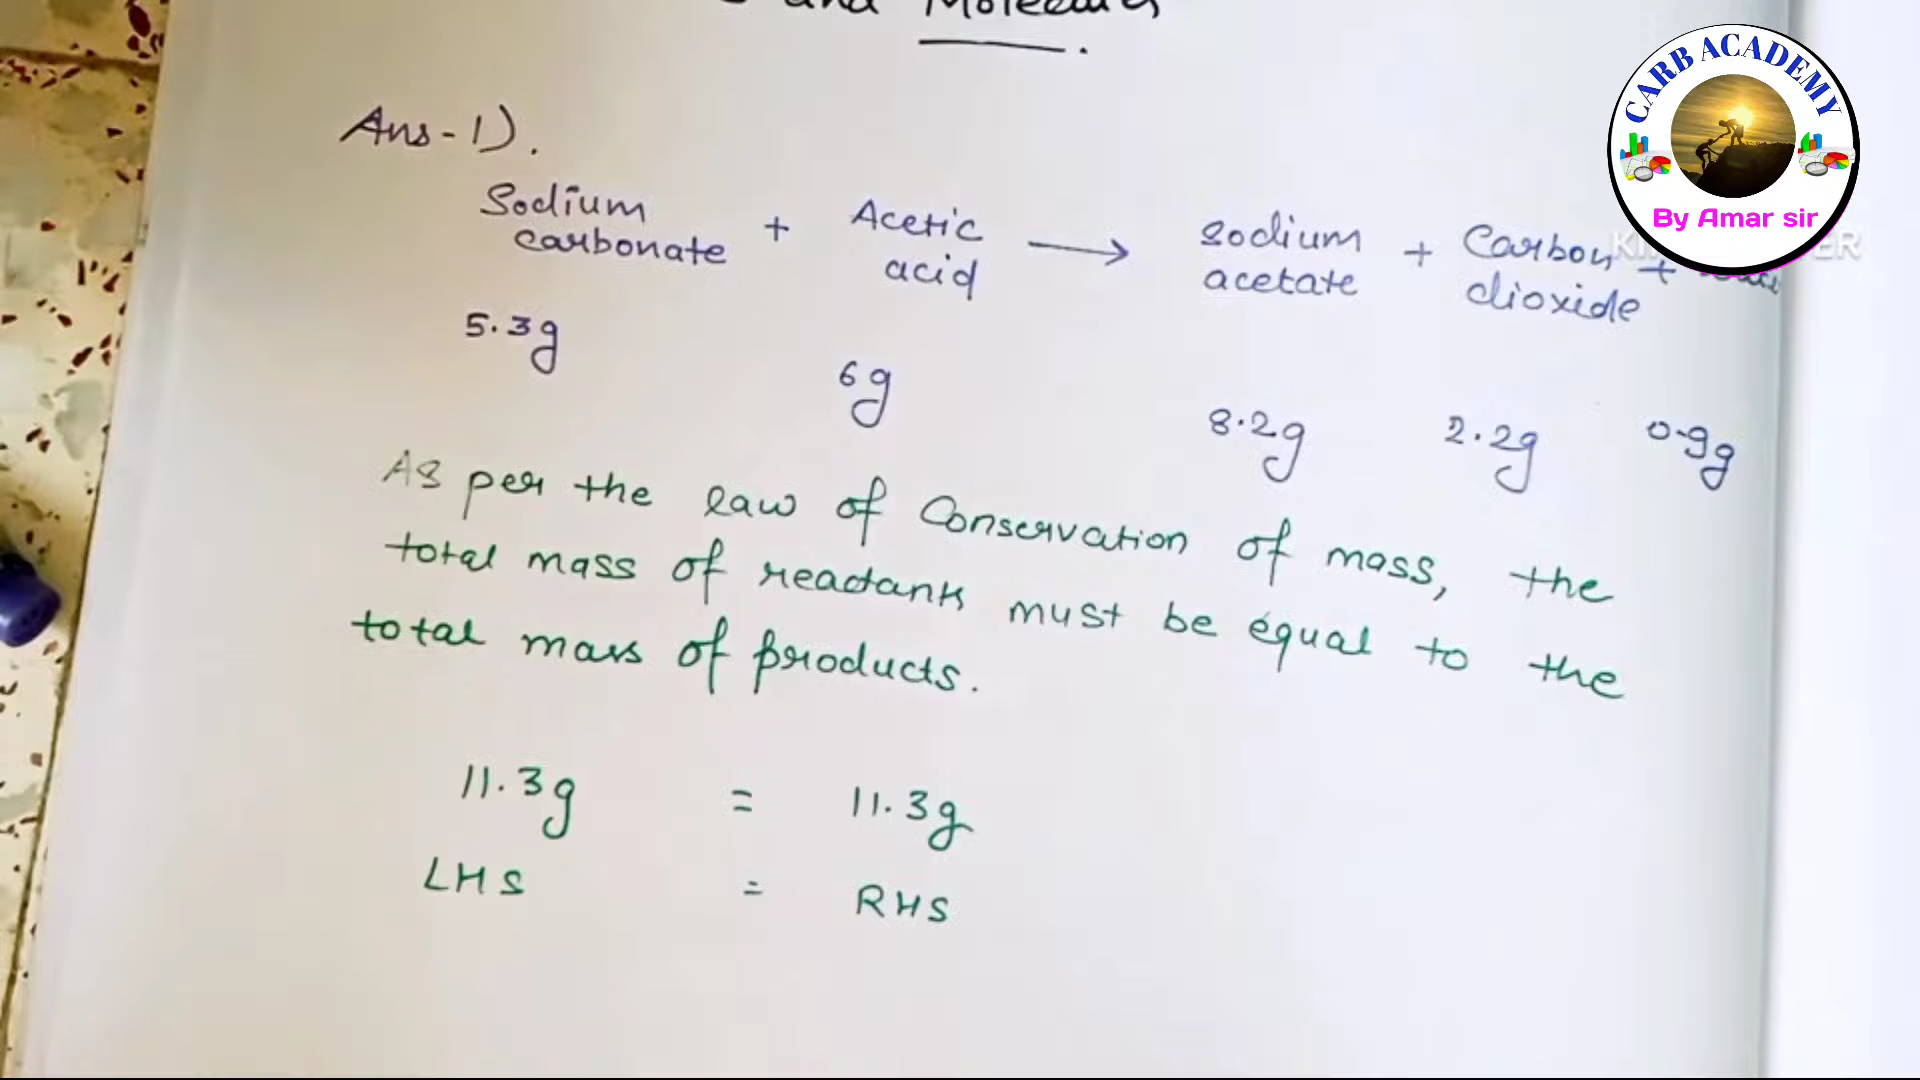 and Molecules
Ans-1).
Sodium carbonate + Acetic acid → sodium acetate + Carbon dioxide +
5.3g 6g 8.2g 2.2g 0.9g
As per the law of Conservation of mass, the
total mass of reactants must be equal to the
total mass of products.
11.3g = 11.3g
LHS = RHS
CARB ACADEMY
By Amar sir